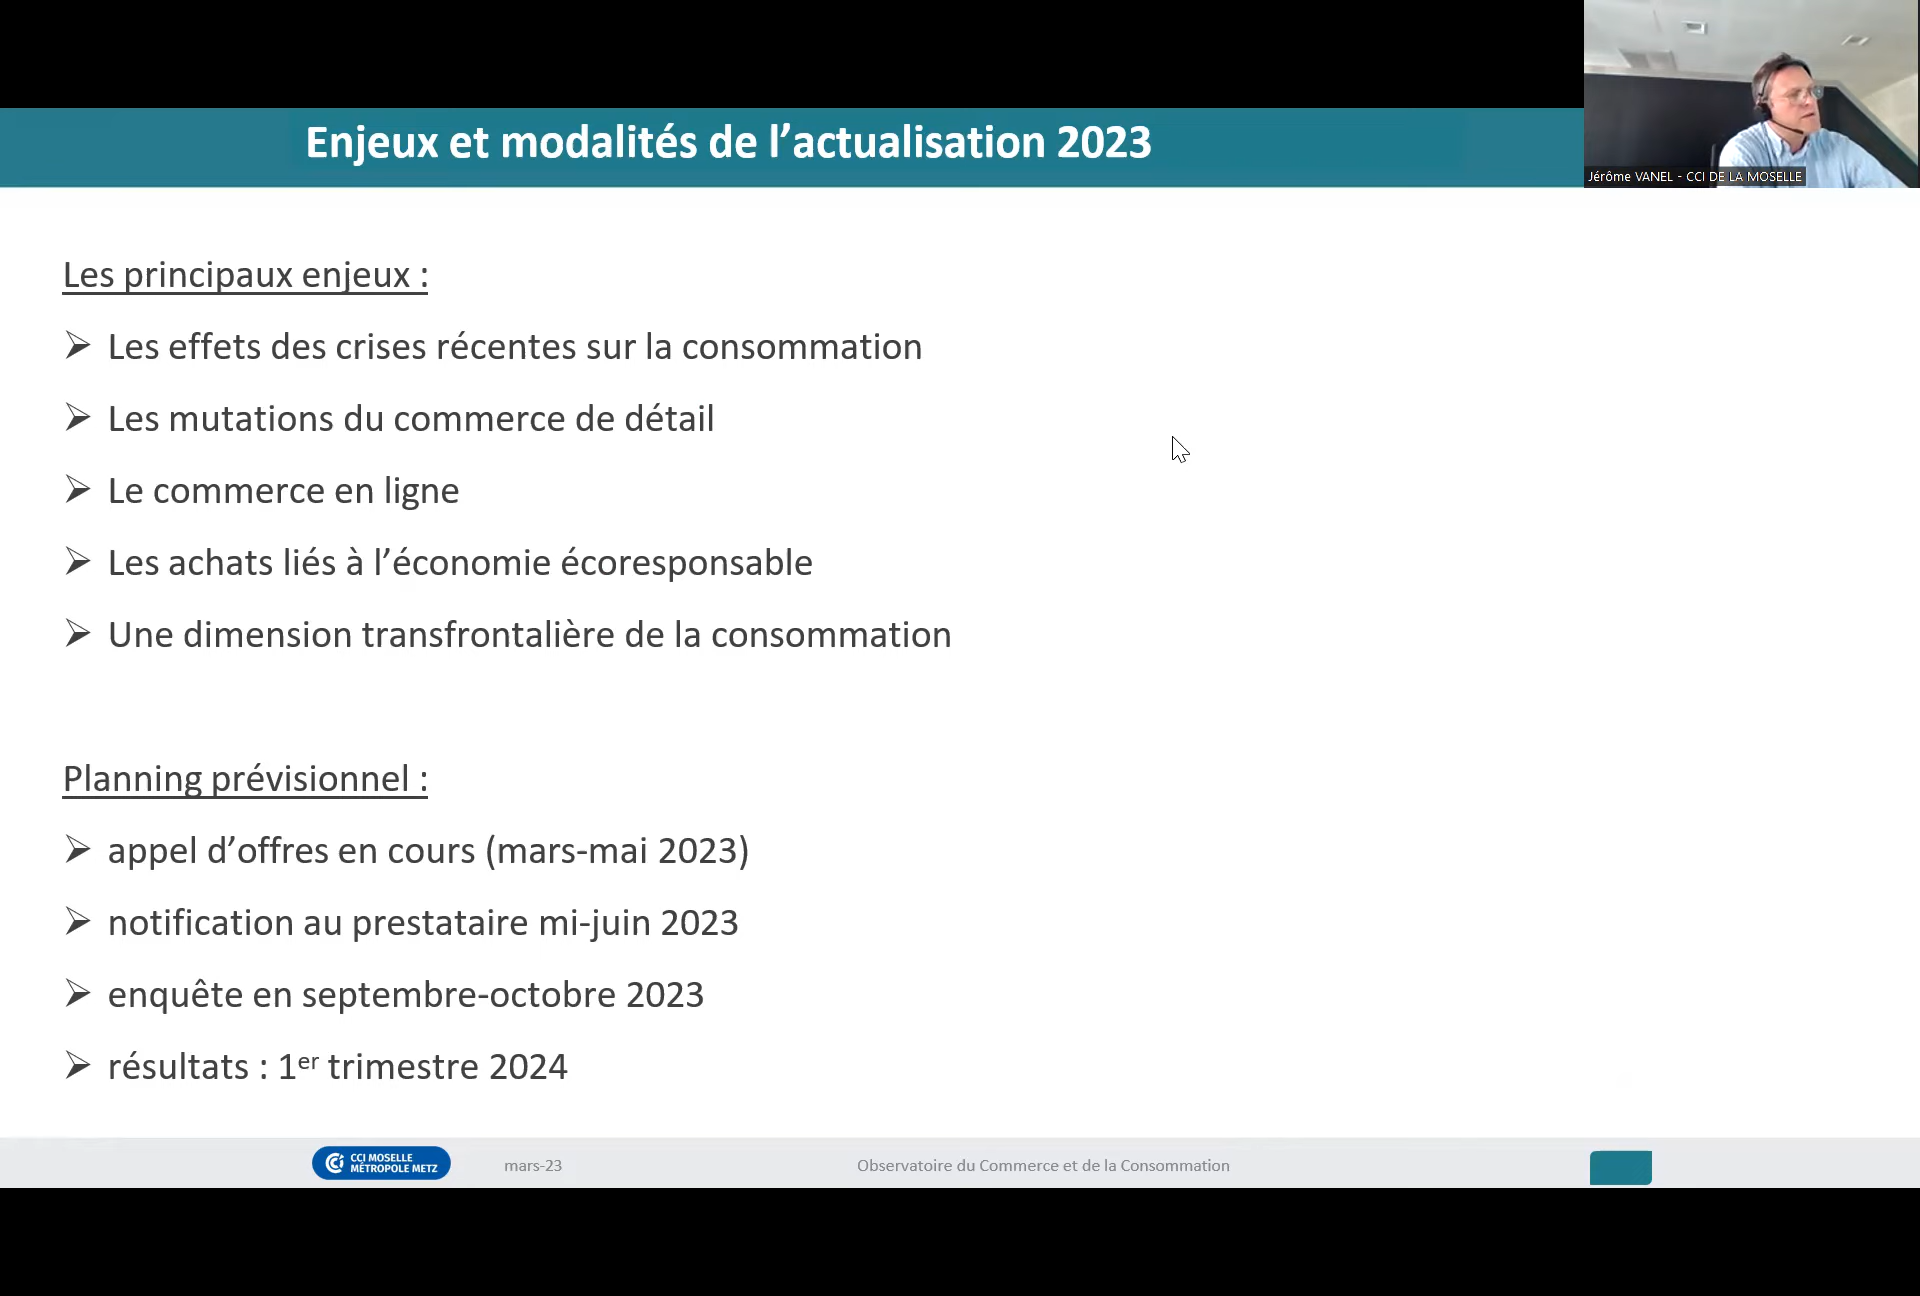 Enjeux et modalités de l’actualisation 2023
Jérôme VANEL - CCI DE LA MOSELLE
Les principaux enjeux :
➢ Les effets des crises récentes sur la consommation
➢ Les mutations du commerce de détail
➢ Le commerce en ligne
➢ Les achats liés à l’économie écoresponsable
➢ Une dimension transfrontalière de la consommation
Planning prévisionnel :
➢ appel d’offres en cours (mars-mai 2023)
➢ notification au prestataire mi-juin 2023
➢ enquête en septembre-octobre 2023
➢ résultats : 1er trimestre 2024
CCI MOSELLE
MÉTROPOLE METZ
mars-23
Observatoire du Commerce et de la Consommation